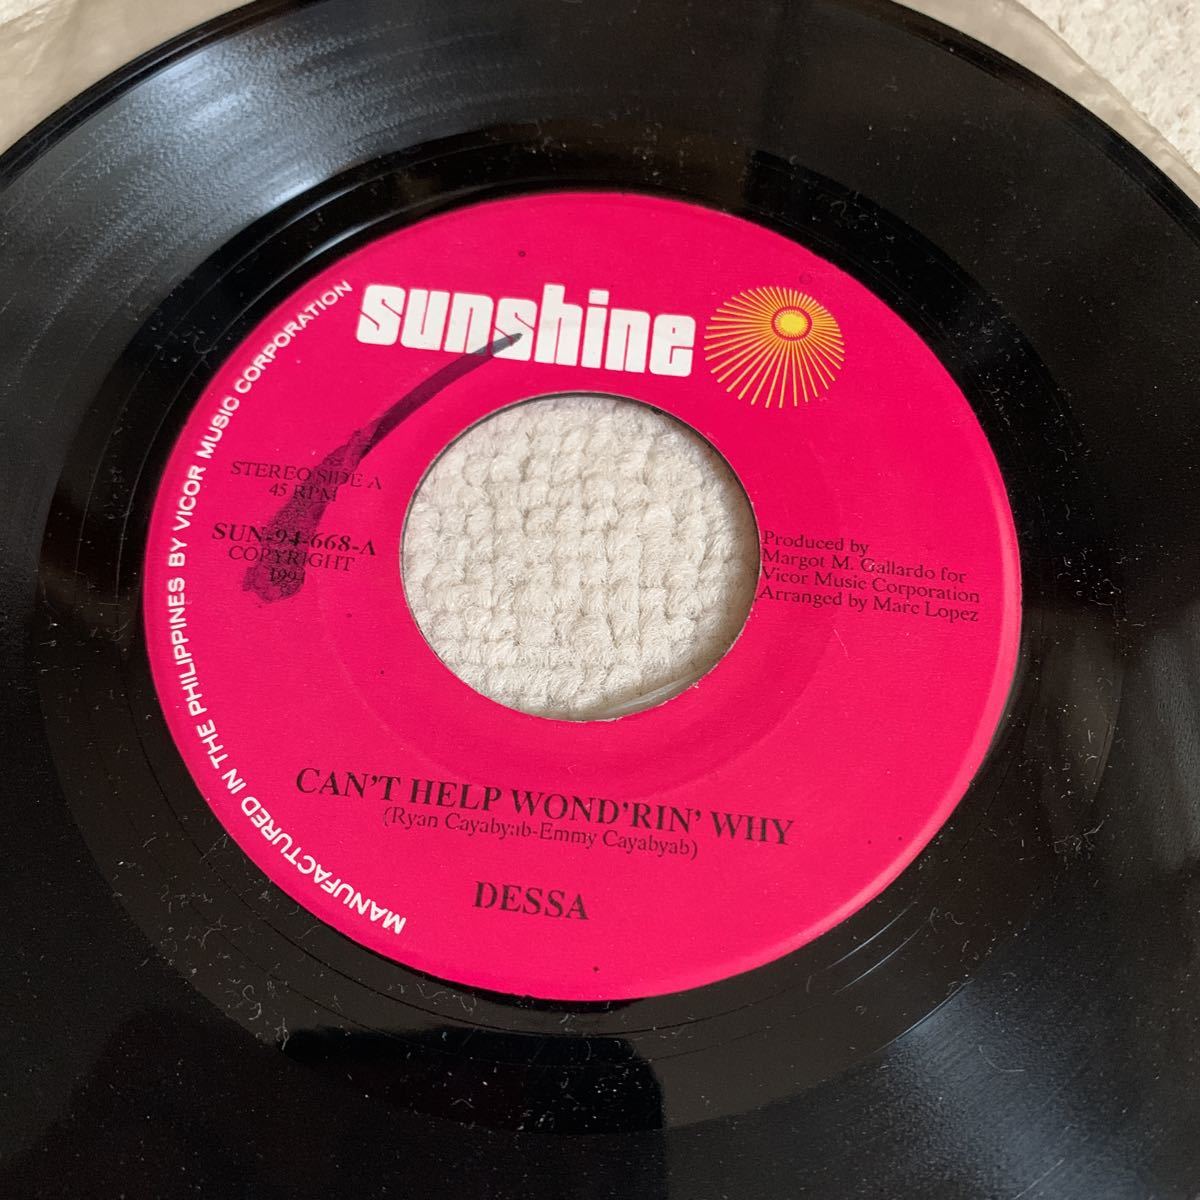 sunshine
MANUFACTURED IN THE PHILIPPINES BY VICOR MUSIC CORPORATION
STEREO SIDE A
45 RPM
SUN-94-668-A
COPYRIGHT
1994
Produced by
Margot M. Gallardo for
Vicor Music Corporation
Arranged by Marc Lopez
CAN'T HELP WOND'RIN' WHY
(Ryan Cayabyab-Emmy Cayabyab)
DESSA